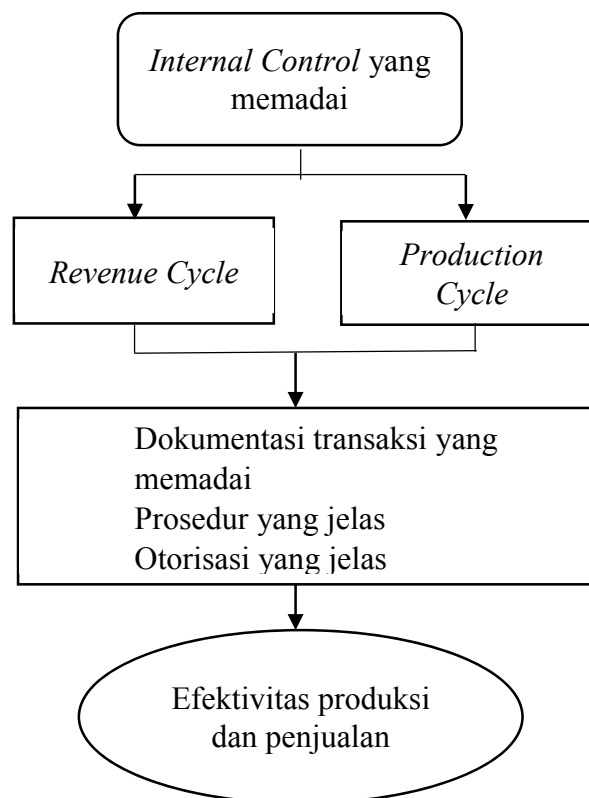 Internal Control yang
memadai
Revenue Cycle
Production
Cycle
Dokumentasi transaksi yang
memadai
Prosedur yang jelas
Otorisasi yang jelas
Efektivitas produksi
dan penjualan